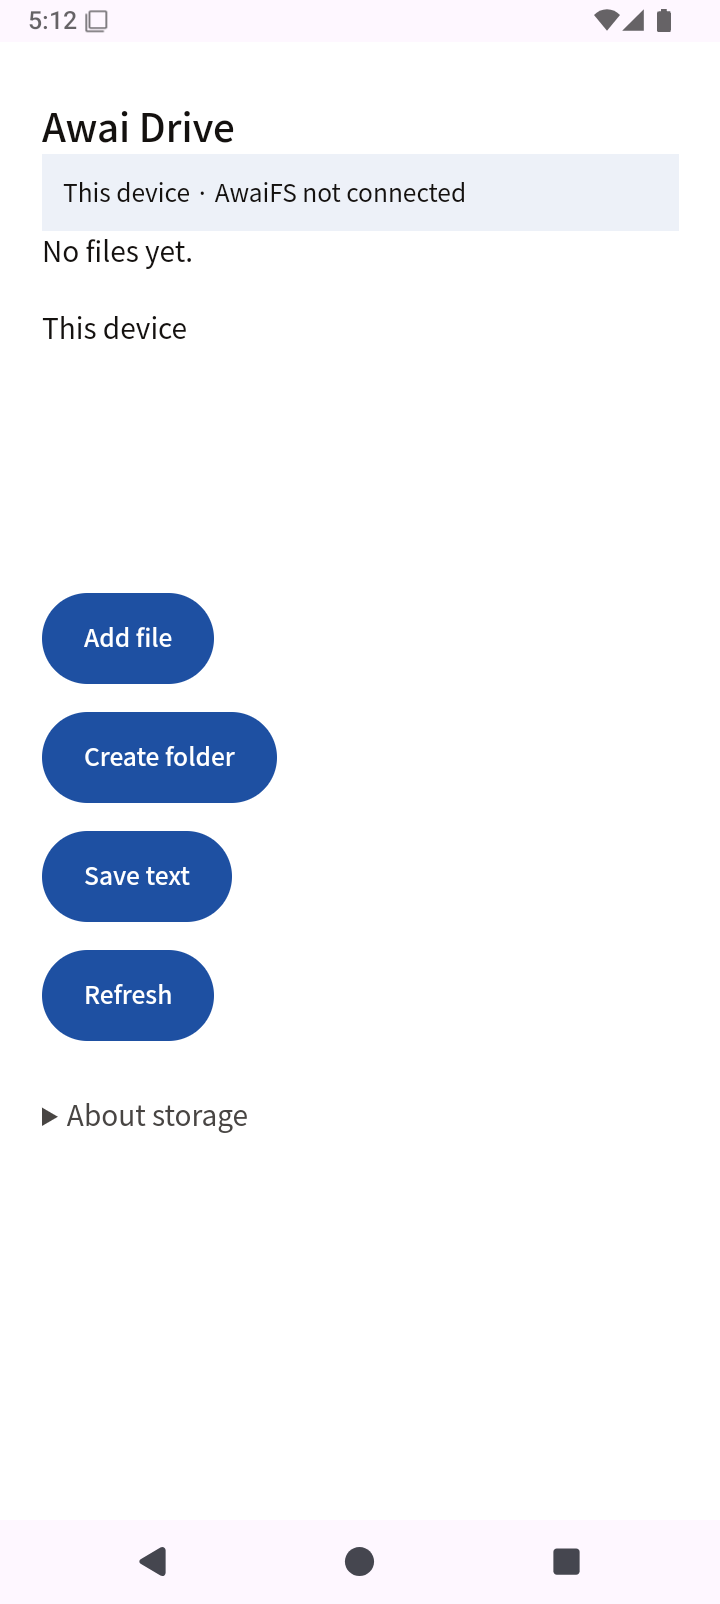 5:12
Awai Drive
This device · AwaiFS not connected
No files yet.
This device
Add file
Create folder
Save text
Refresh
About storage